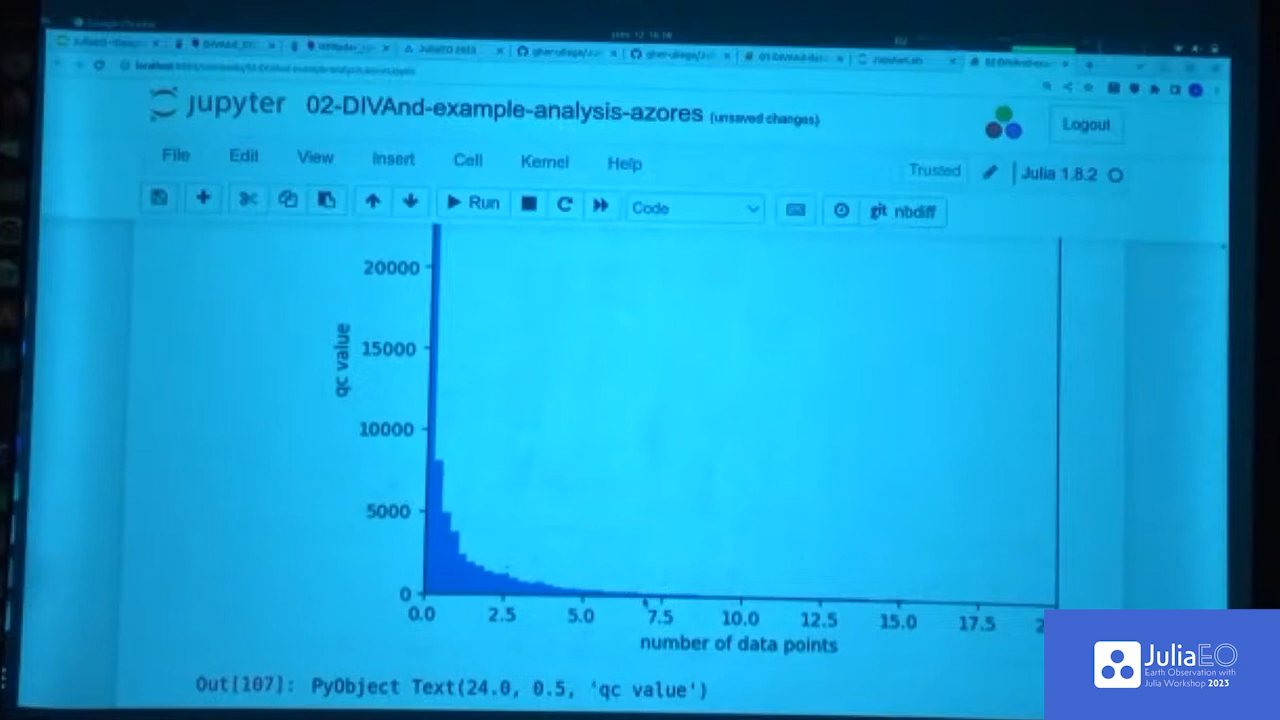 jupyter 02-DIVAnd-example-analysis-azores (unsaved changes)
Logout
File Edit View Insert Cell Kernel Help
Trusted Julia 1.8.2
Run Code git nbdiff
20000
15000
10000
5000
0
qc value
0.0 2.5 5.0 7.5 10.0 12.5 15.0 17.5
number of data points
Out[107]: PyObject Text(24.0, 0.5, 'qc value')
JuliaEO
Earth Observation with
Julia Workshop 2023